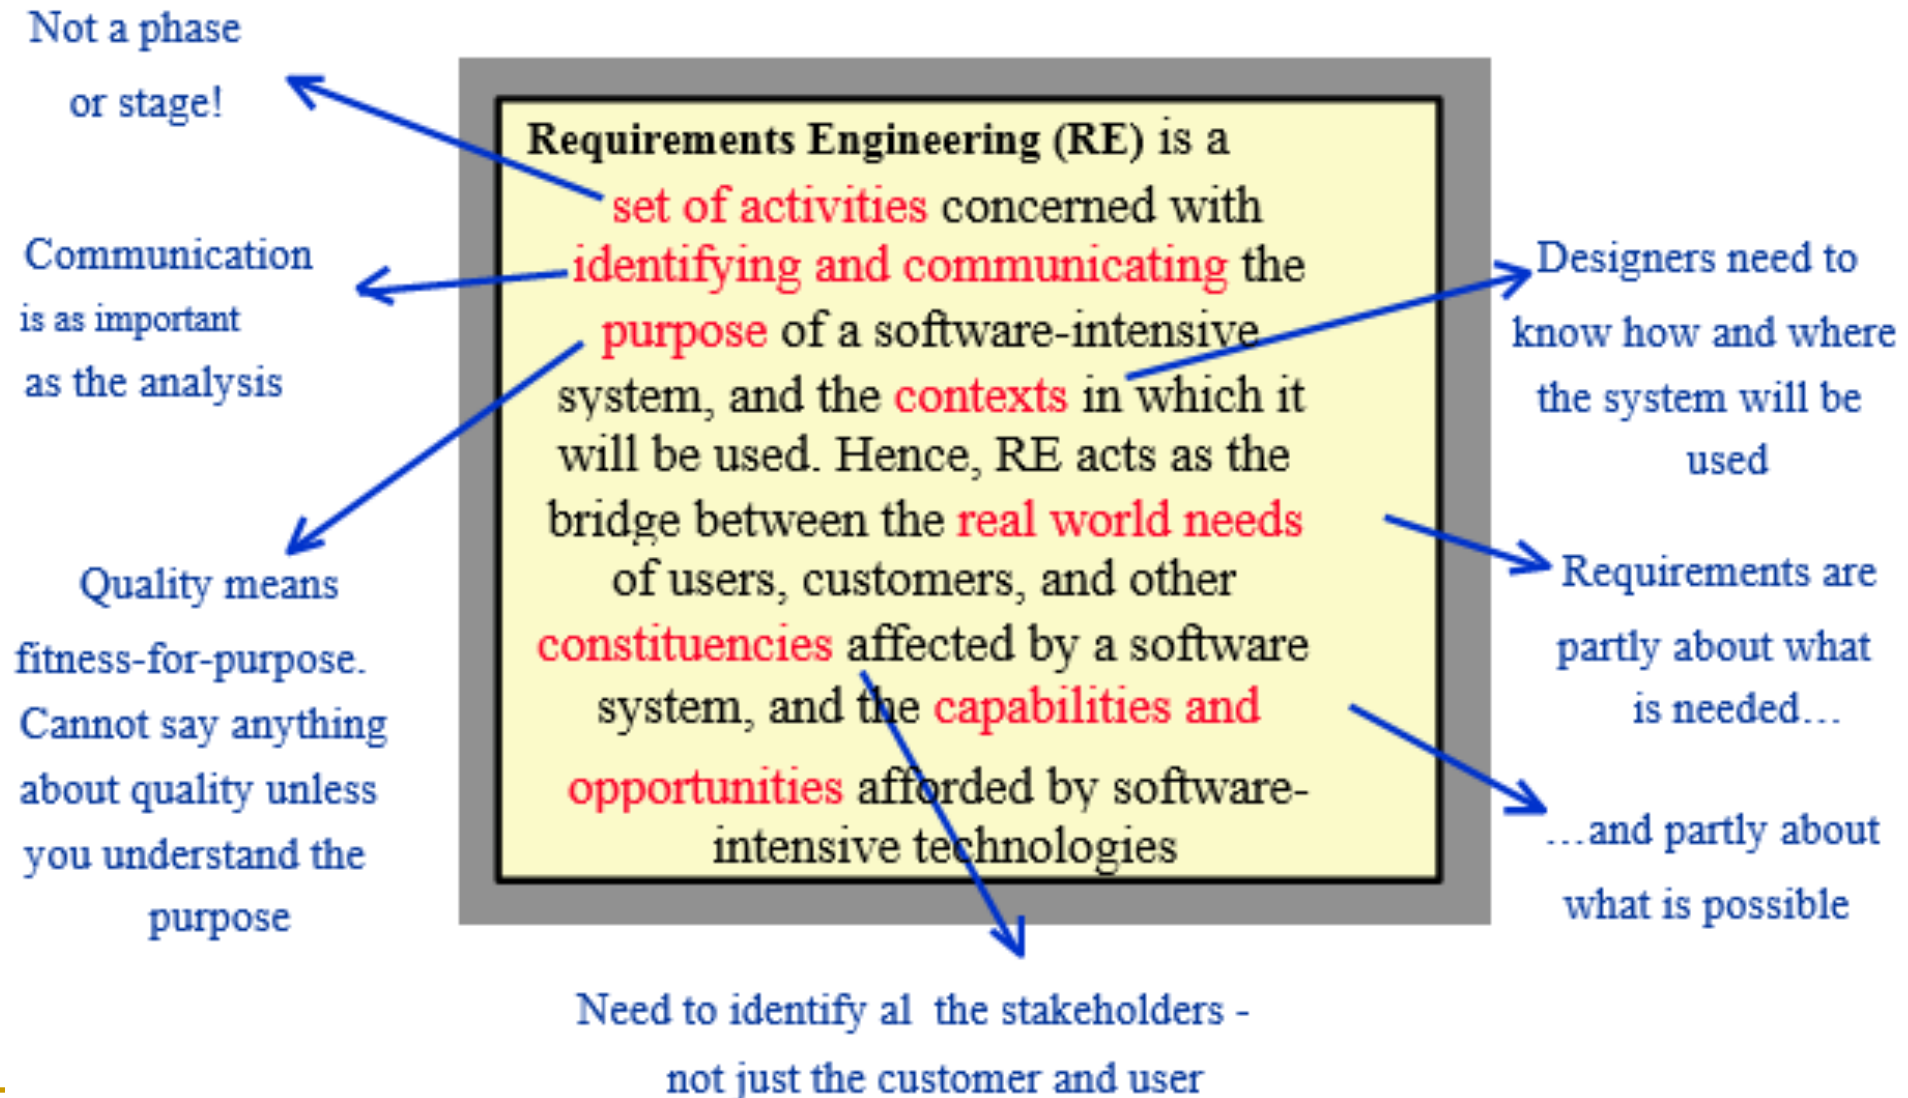 Not a phase
or stage!
Communication
is as important
as the analysis
Quality means
fitness-for-purpose.
Cannot say anything
about quality unless
you understand the
purpose
Requirements Engineering (RE) is a
set of activities concerned with
identifying and communicating the
purpose of a software-intensive
system, and the contexts in which it
will be used. Hence, RE acts as the
bridge between the real world needs
of users, customers, and other
constituencies affected by a software
system, and the capabilities and
opportunities afforded by software-
intensive technologies
Designers need to
know how and where
the system will be
used
Requirements are
partly about what
is needed...
...and partly about
what is possible
Need to identify al the stakeholders -
not just the customer and user